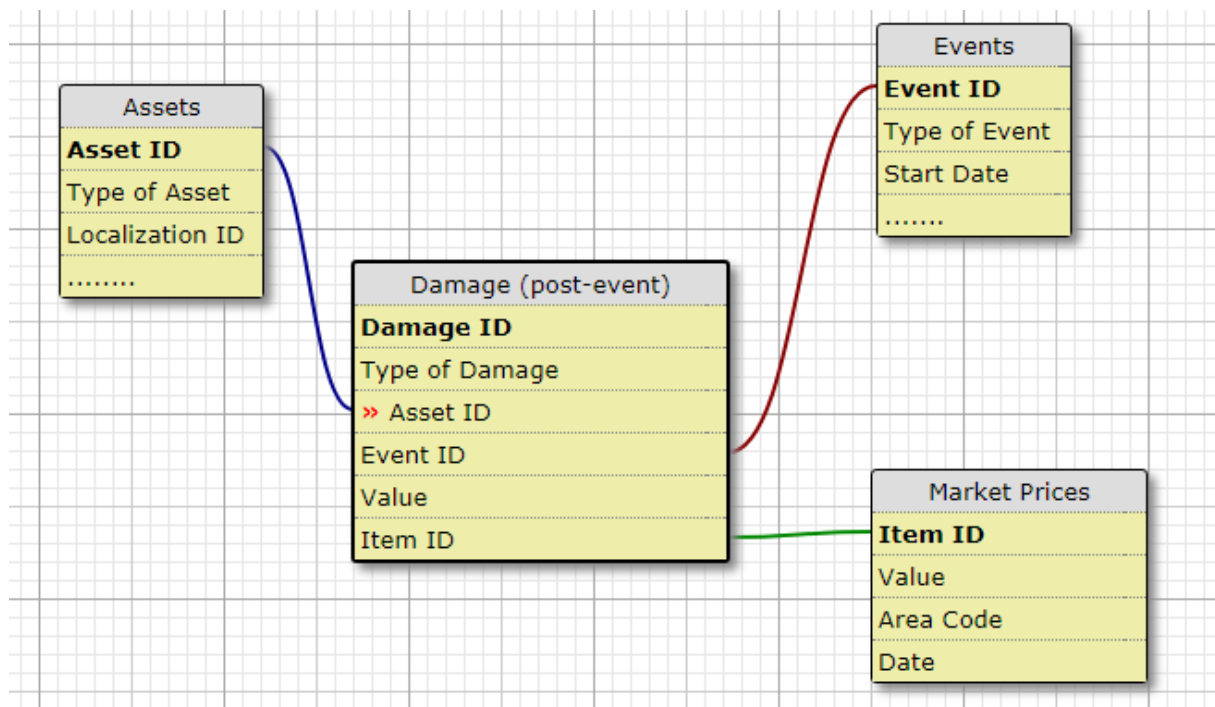 Assets
Asset ID
Type of Asset
Localization ID
........
Damage (post-event)
Damage ID
Type of Damage
» Asset ID
Event ID
Value
Item ID
Events
Event ID
Type of Event
Start Date
.......
Market Prices
Item ID
Value
Area Code
Date